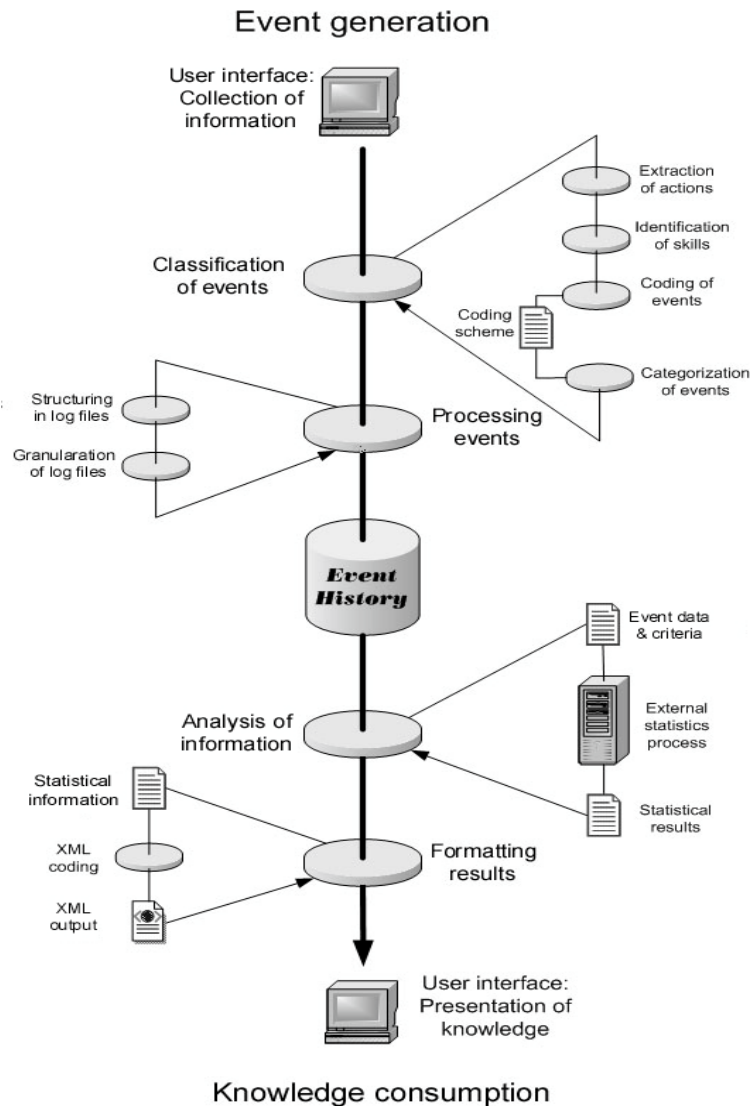 Event generation
User interface:
Collection of
information
Extraction
of actions
Identification
of skills
Classification
of events
Coding of
events
Coding
scheme
Categorization
of events
Structuring
in log files
Processing
events
Granularation
of log files
Event
History
Event data
& criteria
Analysis of
information
External
statistics
process
Statistical
information
Statistical
results
XML
coding
Formatting
results
XML
output
User interface:
Presentation of
knowledge
Knowledge consumption